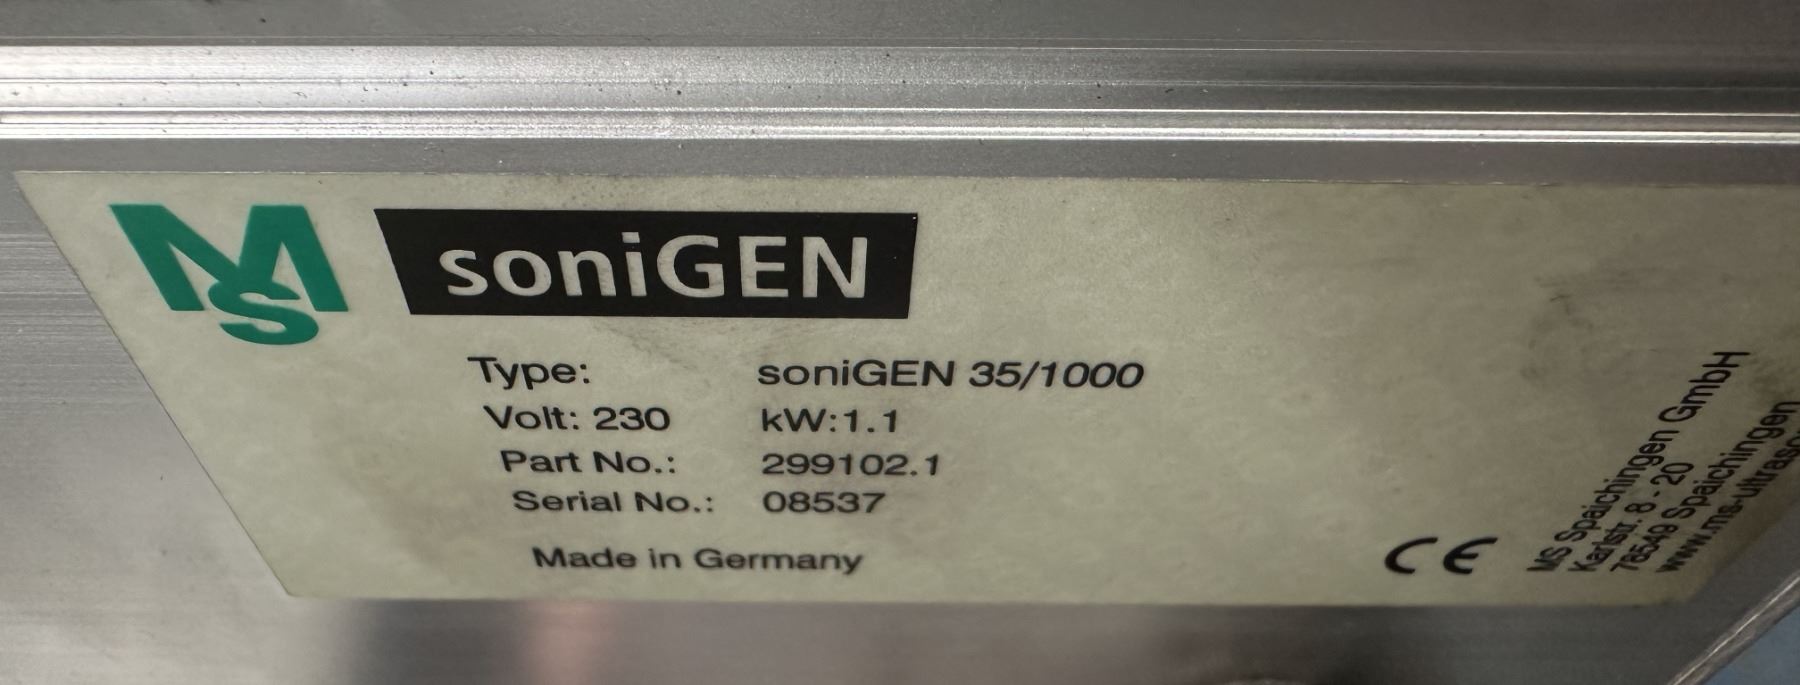 MS
soniGEN
Type: soniGEN 35/1000
Volt: 230 kW:1.1
Part No.: 299102.1
Serial No.: 08537
Made in Germany
CE
MS Spaichingen GmbH
Karlstr. 8 - 20
78549 Spaichingen